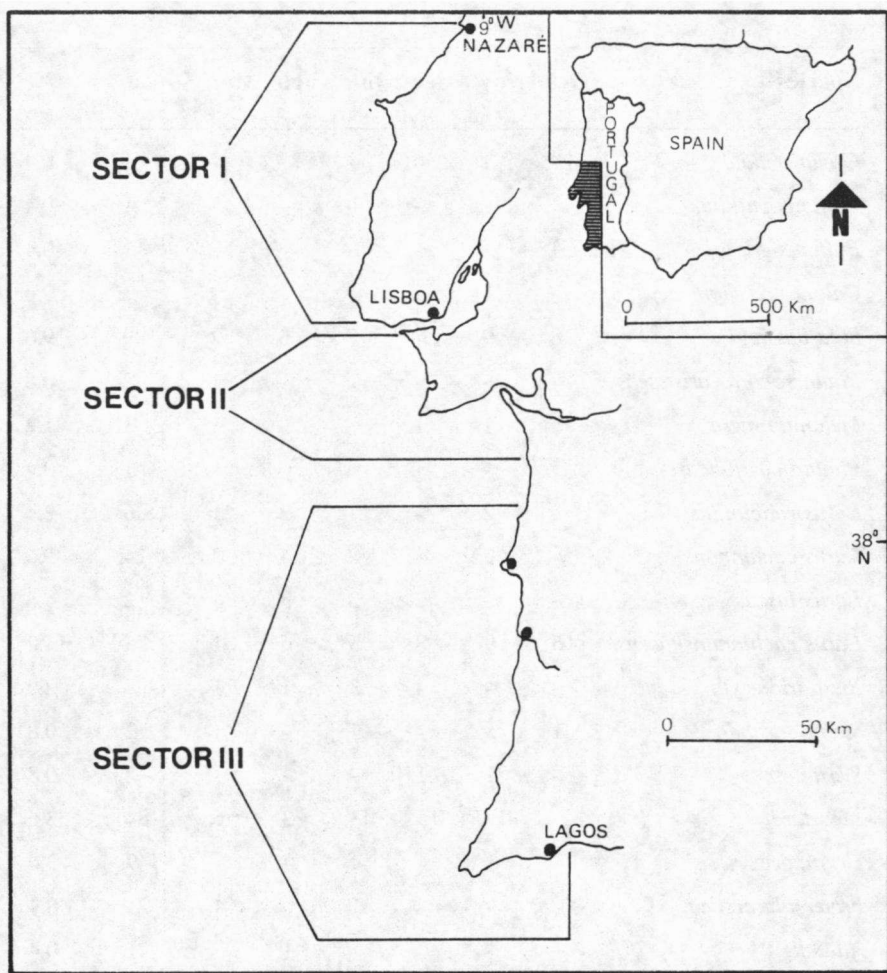 9° W
NAZARÉ
PORTUGAL
SPAIN
SECTOR I
N
LISBOA
0 500 Km
SECTOR II
38°
N
0 50 Km
SECTOR III
LAGOS